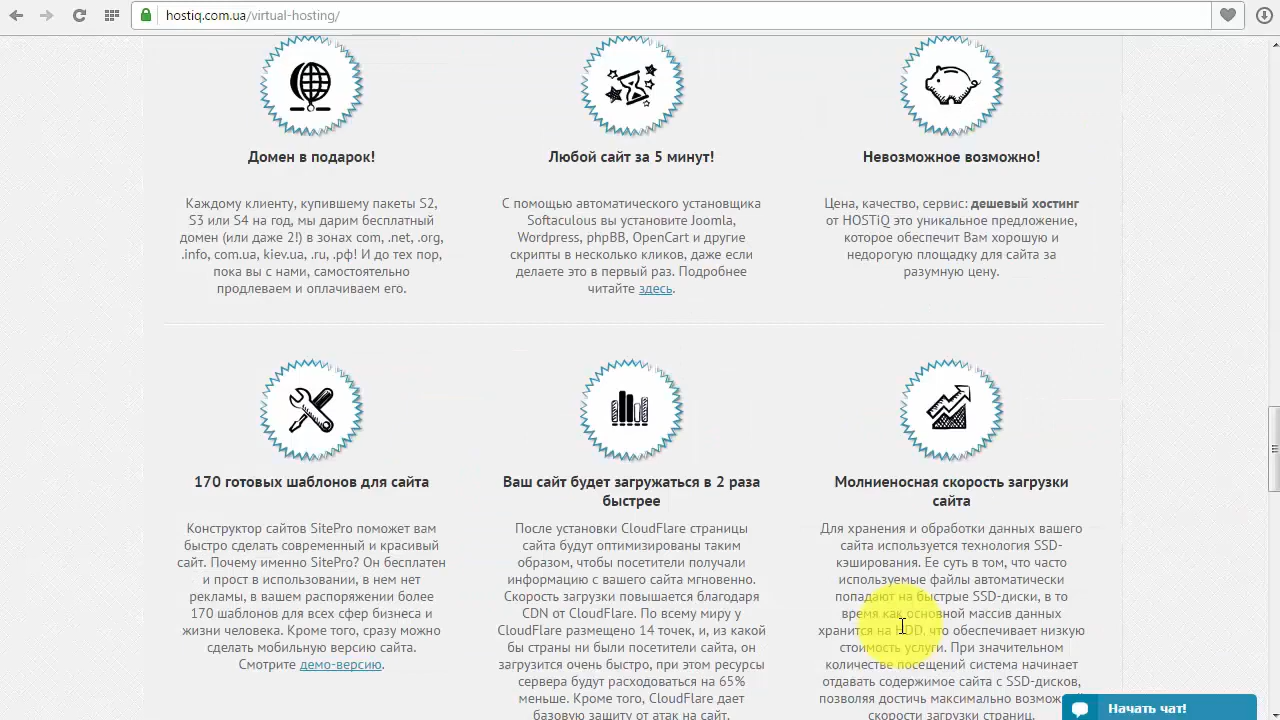 hostiq.com.ua/virtual-hosting/
Домен в подарок!
Каждому клиенту, купившему пакеты S2,
S3 или S4 на год, мы дарим бесплатный
домен (или даже 2!) в зонах com, .net, .org,
.info, com.ua, kiev.ua, .ru, .рф! И до тех пор,
пока вы с нами, самостоятельно
продлеваем и оплачиваем его.
Любой сайт за 5 минут!
С помощью автоматического установщика
Softaculous вы установите Joomla,
Wordpress, phpBB, OpenCart и другие
скрипты в несколько кликов, даже если
делаете это в первый раз. Подробнее
читайте здесь.
Невозможное возможно!
Цена, качество, сервис: дешевый хостинг
от HOSTiQ это уникальное предложение,
которое обеспечит Вам хорошую и
недорогую площадку для сайта за
разумную цену.
170 готовых шаблонов для сайта
Конструктор сайтов SitePro поможет вам
быстро сделать современный и красивый
сайт. Почему именно SitePro? Он бесплатен
и прост в использовании, в нем нет
рекламы, в вашем распоряжении более
170 шаблонов для всех сфер бизнеса и
жизни человека. Кроме того, сразу можно
сделать мобильную версию сайта.
Смотрите демо-версию.
Ваш сайт будет загружаться в 2 раза
быстрее
После установки CloudFlare страницы
сайта будут оптимизированы таким
образом, чтобы посетители получали
информацию с вашего сайта мгновенно.
Скорость загрузки повышается благодаря
CDN от CloudFlare. По всему миру у
CloudFlare размещено 14 точек, и, из какой
бы страны ни были посетители сайта, он
загрузится очень быстро, при этом ресурсы
сервера будут расходоваться на 65%
меньше. Кроме того, CloudFlare дает
базовую защиту от атак на сайт.
Молниеносная скорость загрузки
сайта
Для хранения и обработки данных вашего
сайта используется технология SSD-
кэширования. Ее суть в том, что часто
используемые файлы автоматически
попадают на быстрые SSD-диски, в то
время как основной массив данных
хранится на HDD, что обеспечивает низкую
стоимость услуги. При значительном
количестве посещений система начинает
отдавать содержимое сайта с SSD-дисков,
позволяя достичь максимально
скорости загрузки страниц.
Начать чат!